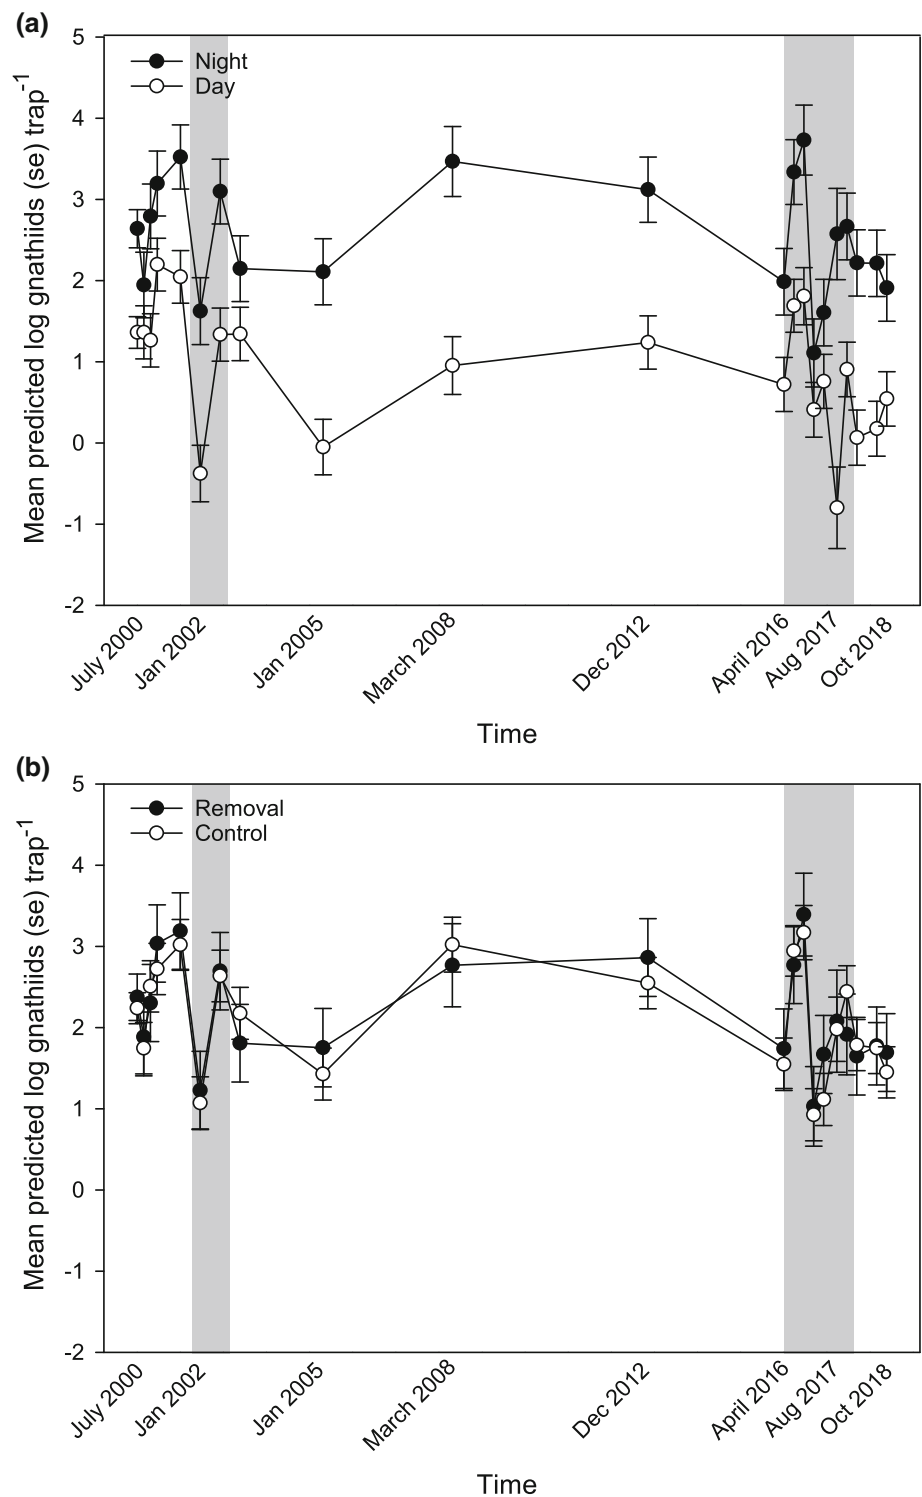 (a)
Mean predicted log gnathiids (se) trap-1
5
4
3
2
1
0
-1
-2
Night
Day
July 2000
Jan 2002
Jan 2005
March 2008
Dec 2012
April 2016
Aug 2017
Oct 2018
Time
(b)
Mean predicted log gnathiids (se) trap-1
5
4
3
2
1
0
-1
-2
Removal
Control
July 2000
Jan 2002
Jan 2005
March 2008
Dec 2012
April 2016
Aug 2017
Oct 2018
Time